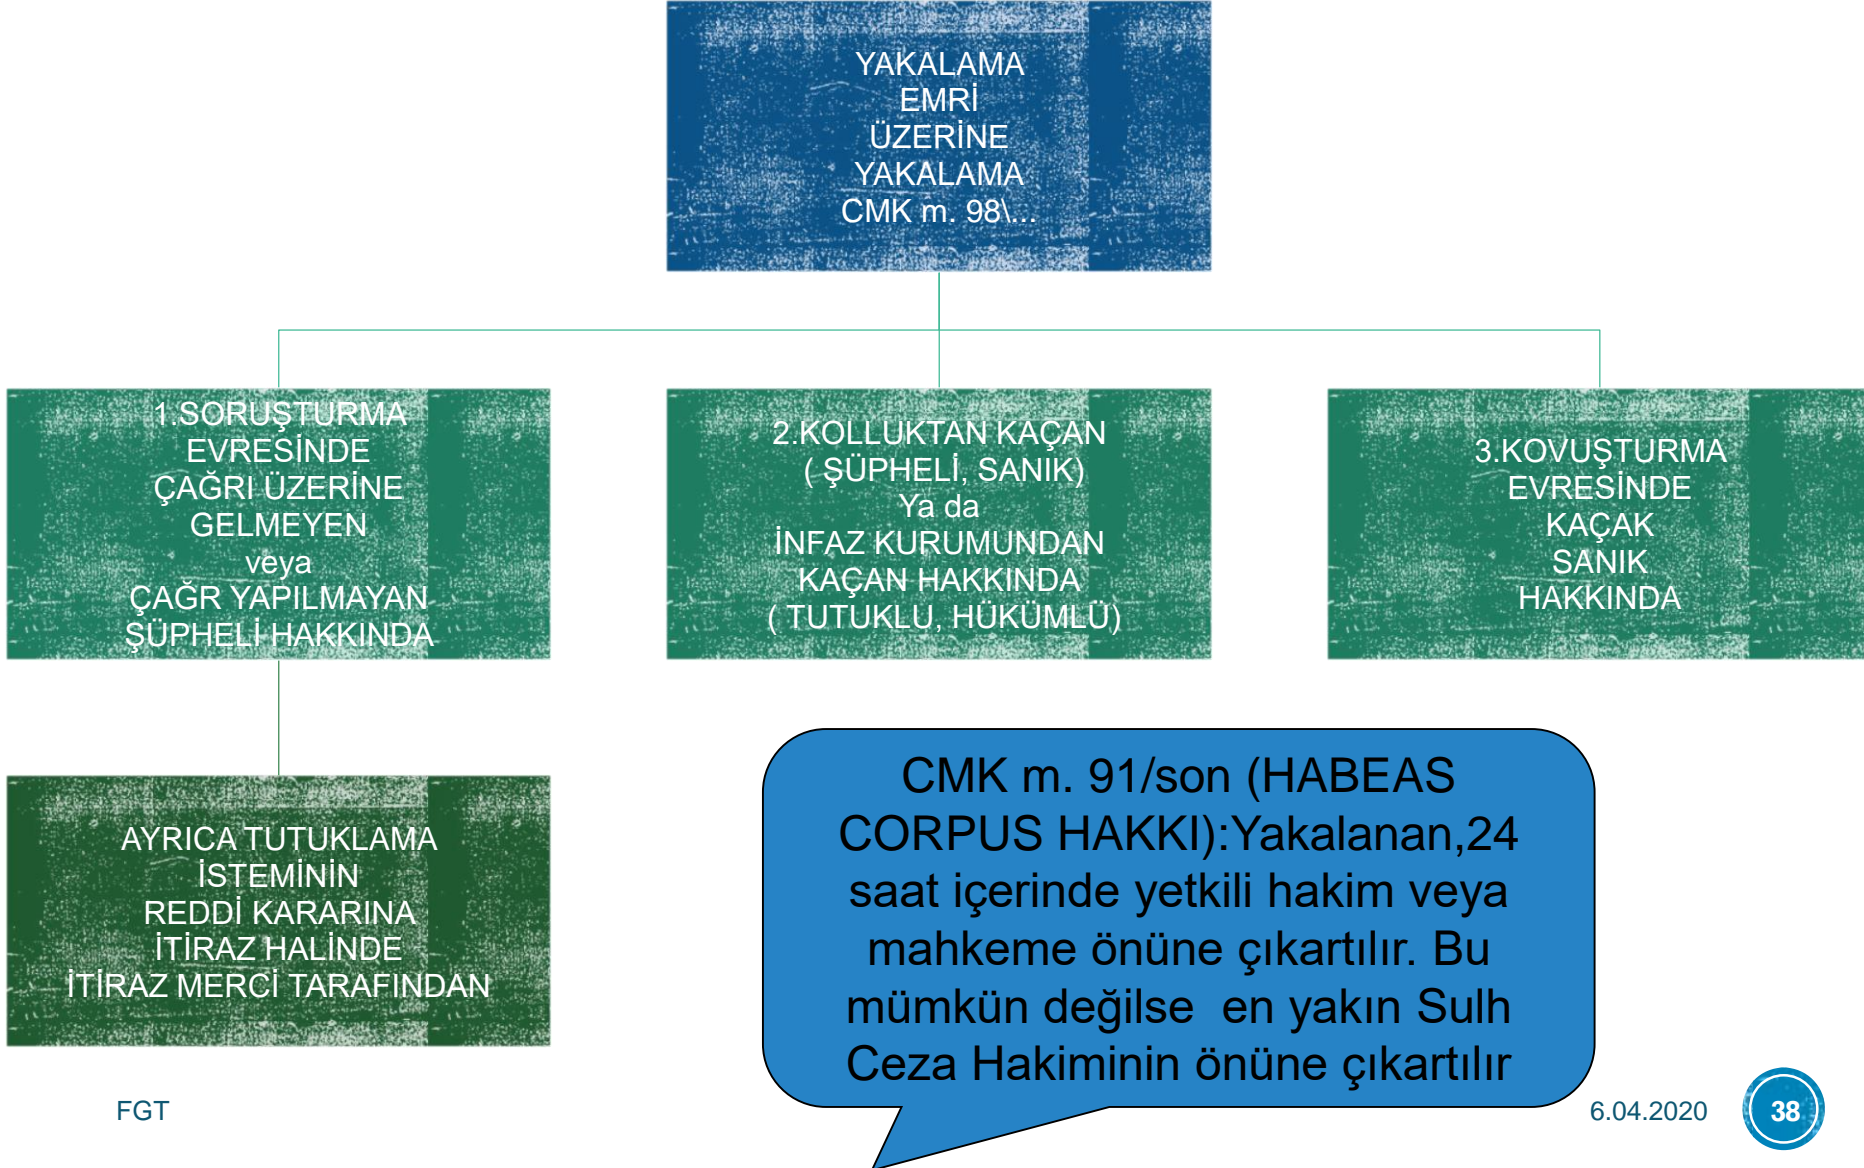 YAKALAMA
EMRİ
ÜZERİNE
YAKALAMA
CMK m. 98\...
1.SORUŞTURMA
EVRESİNDE
ÇAĞRI ÜZERİNE
GELMEYEN
veya
ÇAĞR YAPILMAYAN
ŞÜPHELİ HAKKINDA
2.KOLLUKTAN KAÇAN
( ŞÜPHELİ, SANIK)
Ya da
İNFAZ KURUMUNDAN
KAÇAN HAKKINDA
( TUTUKLU, HÜKÜMLÜ)
3.KOVUŞTURMA
EVRESİNDE
KAÇAK
SANIK
HAKKINDA
AYRICA TUTUKLAMA
İSTEMİNİN
REDDİ KARARINA
İTİRAZ HALİNDE
İTİRAZ MERCİ TARAFINDAN
CMK m. 91/son (HABEAS
CORPUS HAKKI):Yakalanan,24
saat içerinde yetkili hakim veya
mahkeme önüne çıkartılır. Bu
mümkün değilse  en yakın Sulh
Ceza Hakiminin önüne çıkartılır
FGT
6.04.2020
38